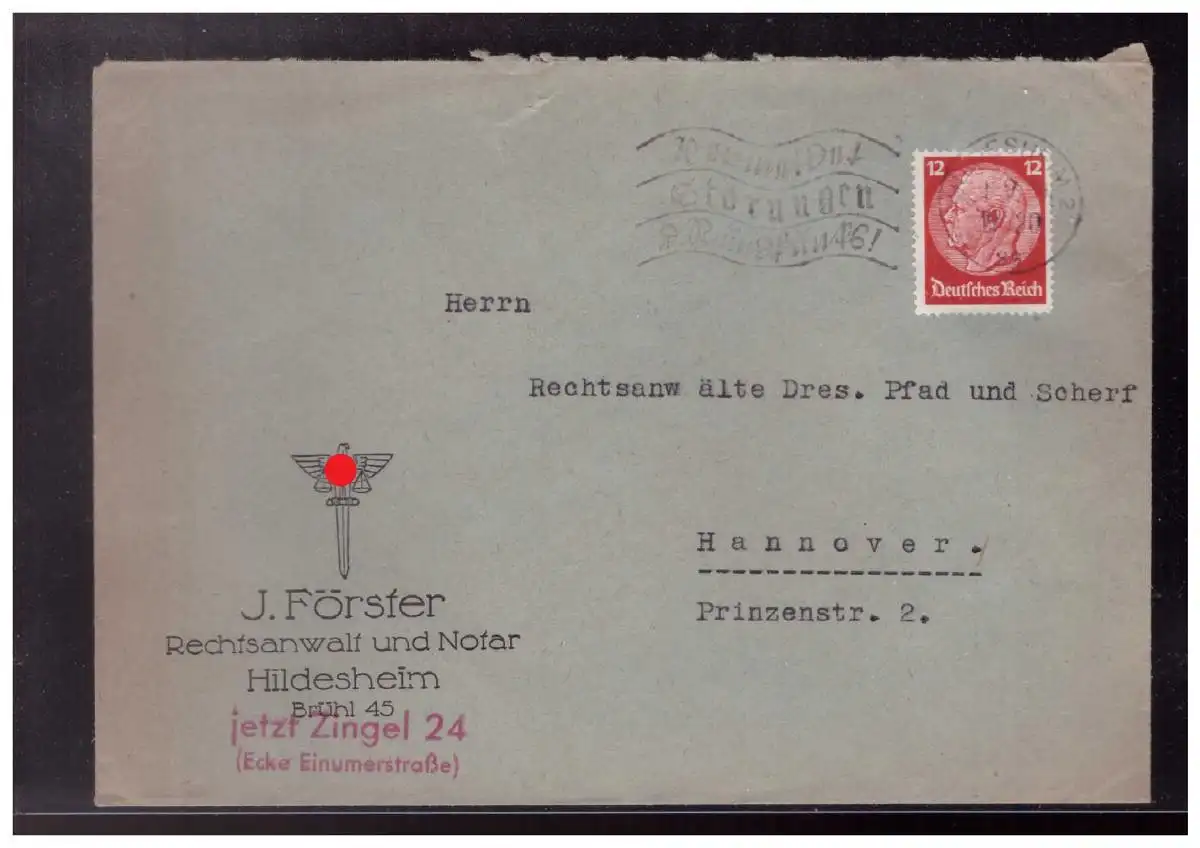 Störungen
12 12
Deutsches Reich
Herrn
Rechtsanw älte Dres. Pfad und Scherf
Hannover.
Prinzenstr. 2.
J. Förster
Rechtsanwalt und Notar
Hildesheim
Brühl 45
jetzt Zingel 24
(Ecke Einumerstraße)